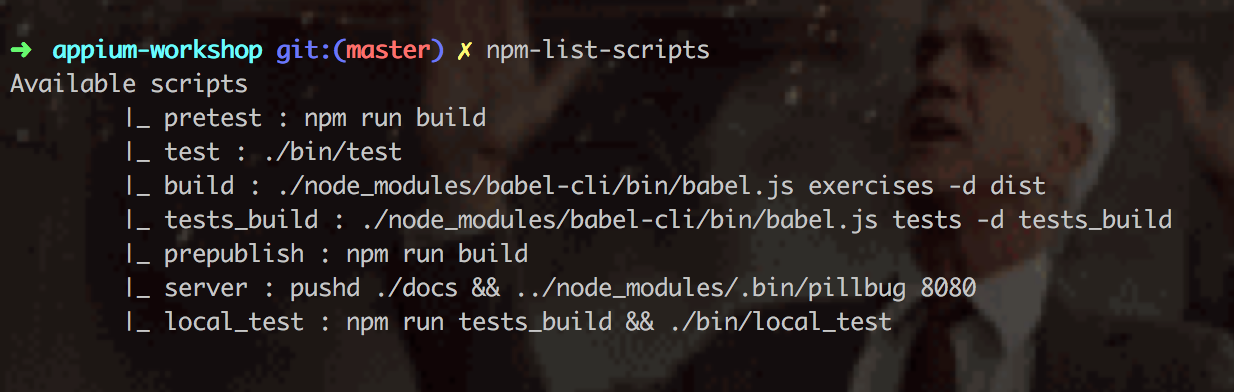 ➜ appium-workshop git:(master) ✗ npm-list-scripts
Available scripts
|_ pretest : npm run build
|_ test : ./bin/test
|_ build : ./node_modules/babel-cli/bin/babel.js exercises -d dist
|_ tests_build : ./node_modules/babel-cli/bin/babel.js tests -d tests_build
|_ prepublish : npm run build
|_ server : pushd ./docs && ../node_modules/.bin/pillbug 8080
|_ local_test : npm run tests_build && ./bin/local_test